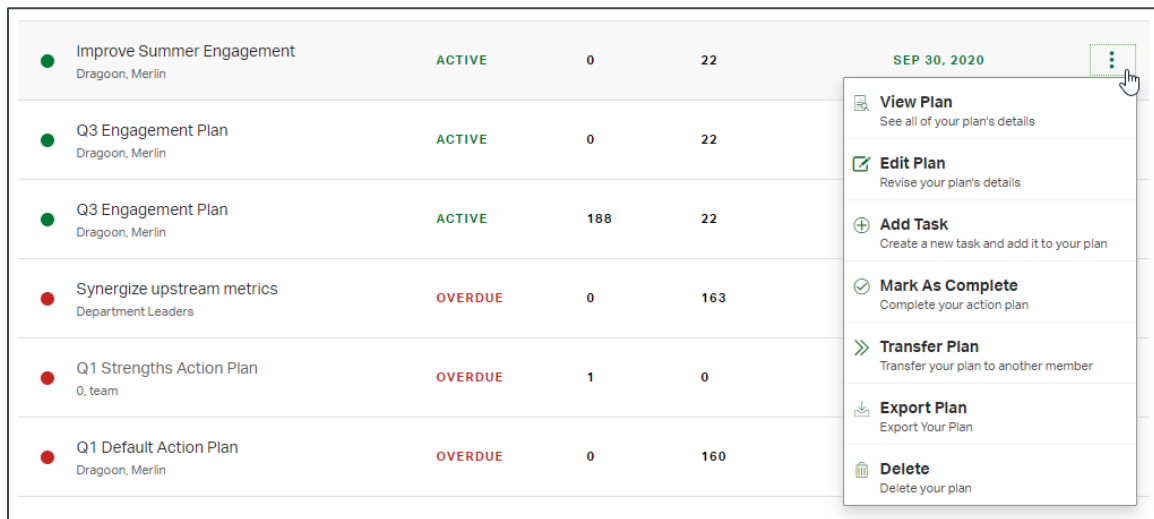 Improve Summer Engagement
Dragoon, Merlin
ACTIVE 0 22 SEP 30, 2020
Q3 Engagement Plan
Dragoon, Merlin
ACTIVE 0 22
Q3 Engagement Plan
Dragoon, Merlin
ACTIVE 188 22
Synergize upstream metrics
Department Leaders
OVERDUE 0 163
Q1 Strengths Action Plan
0, team
OVERDUE 1 0
Q1 Default Action Plan
Dragoon, Merlin
OVERDUE 0 160
View Plan
See all of your plan's details
Edit Plan
Revise your plan's details
Add Task
Create a new task and add it to your plan
Mark As Complete
Complete your action plan
Transfer Plan
Transfer your plan to another member
Export Plan
Export Your Plan
Delete
Delete your plan